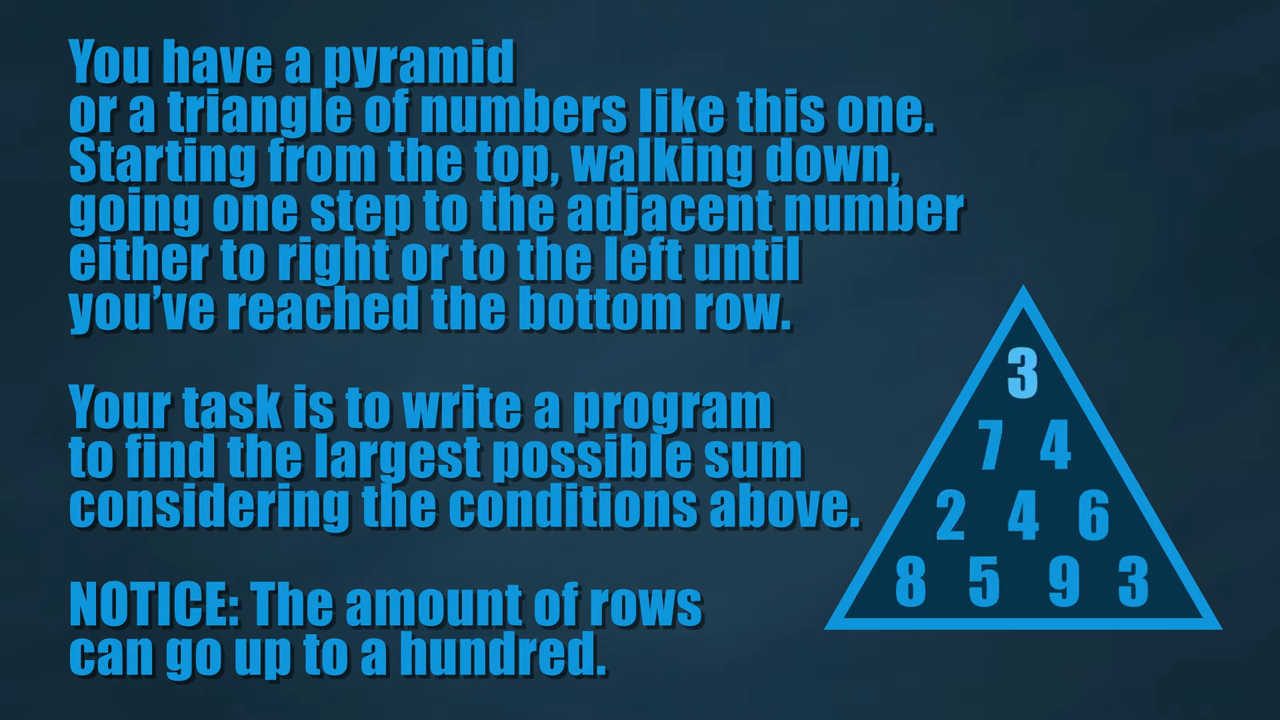 You have a pyramid
or a triangle of numbers like this one.
Starting from the top, walking down,
going one step to the adjacent number
either to right or to the left until
you've reached the bottom row.
Your task is to write a program
to find the largest possible sum
considering the conditions above.
NOTICE: The amount of rows
can go up to a hundred.
3
7 4
2 4 6
8 5 9 3